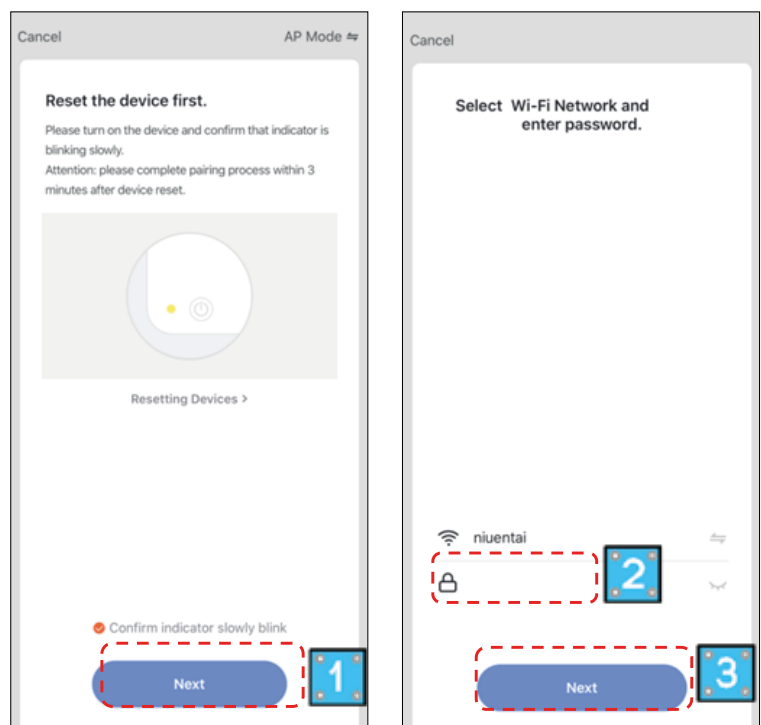 Cancel
AP Mode ⇋
Reset the device first.
Please turn on the device and confirm that indicator is
blinking slowly.
Attention: please complete pairing process within 3
minutes after device reset.
Resetting Devices >
Confirm indicator slowly blink
Next
1
Cancel
Select Wi-Fi Network and
enter password.
niuentai
2
Next
3